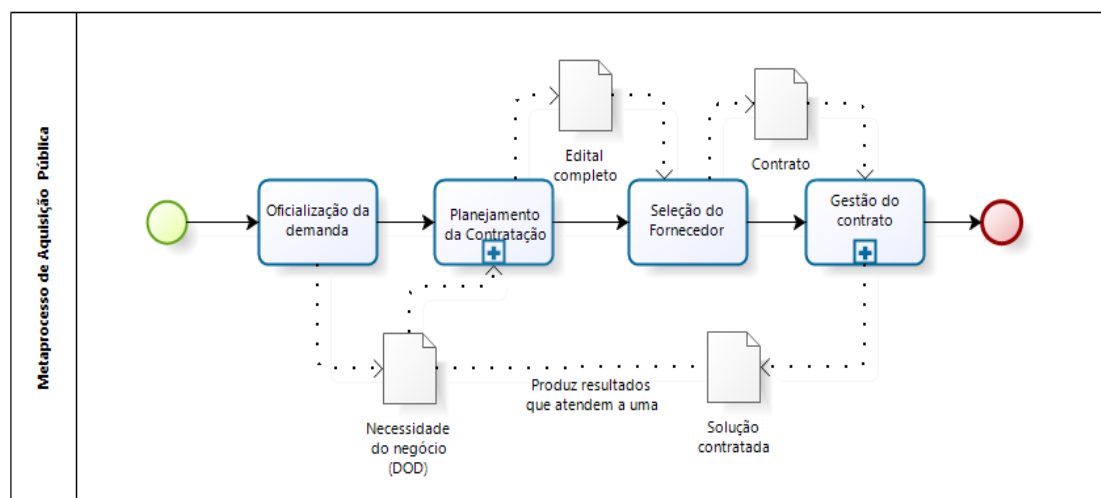 Metaprocesso de Aquisição Pública
Edital
completo
Contrato
Oficialização da
demanda
Planejamento
da Contratação
Seleção do
Fornecedor
Gestão do
contrato
Necessidade
do negócio
(DOD)
Produz resultados
que atendem a uma
Solução
contratada